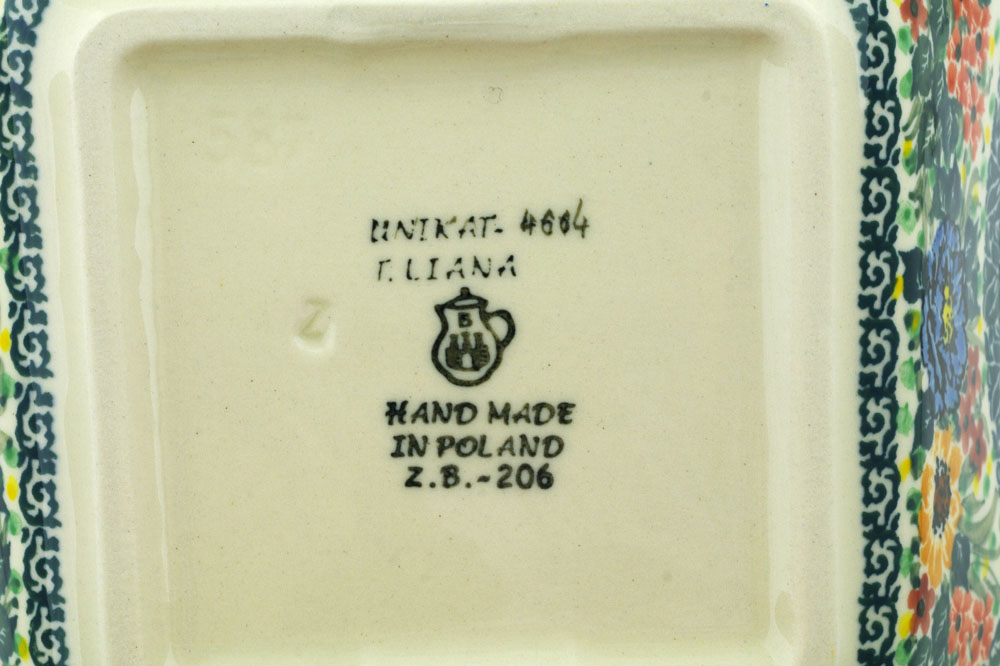 UNIKAT- 4664
T. LIANA
B
HAND MADE
IN POLAND
Z.B.-206
Z